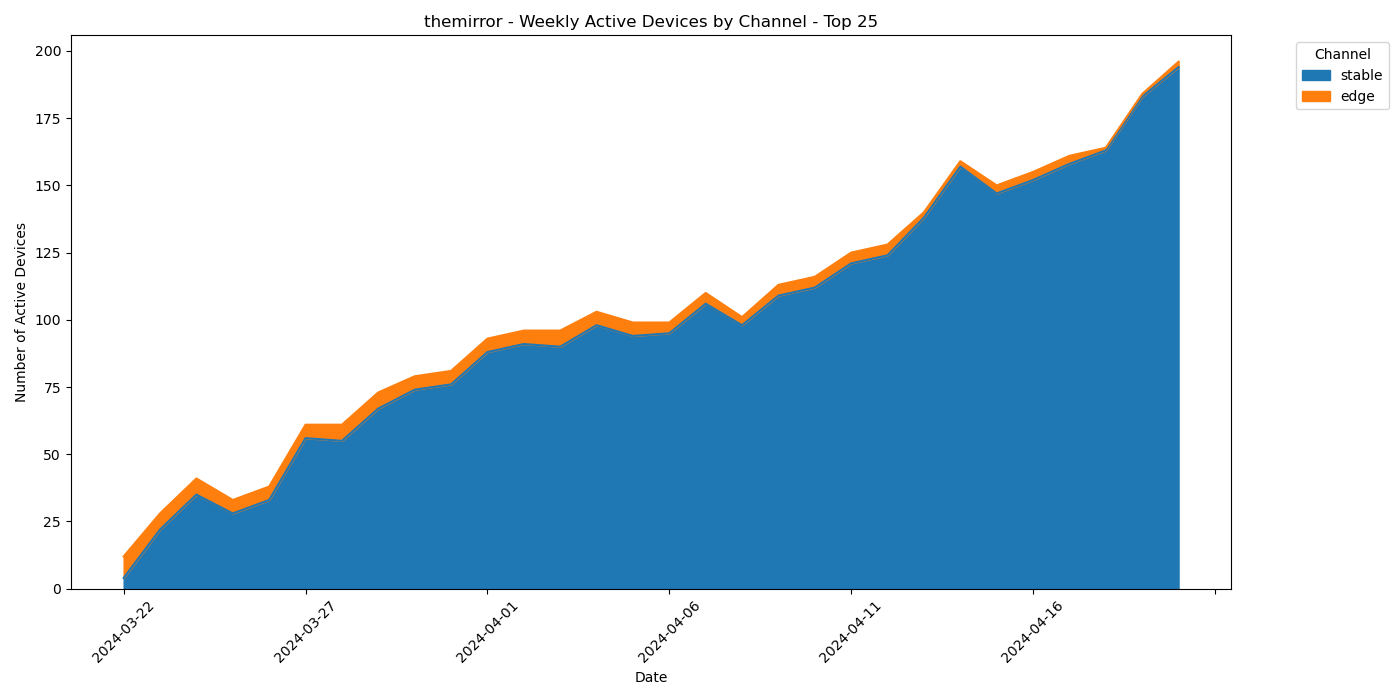 themirror - Weekly Active Devices by Channel - Top 25
200
175
150
125
100
75
50
25
0
Number of Active Devices
2024-03-22
2024-03-27
2024-04-01
2024-04-06
2024-04-11
2024-04-16
Date
Channel
stable
edge